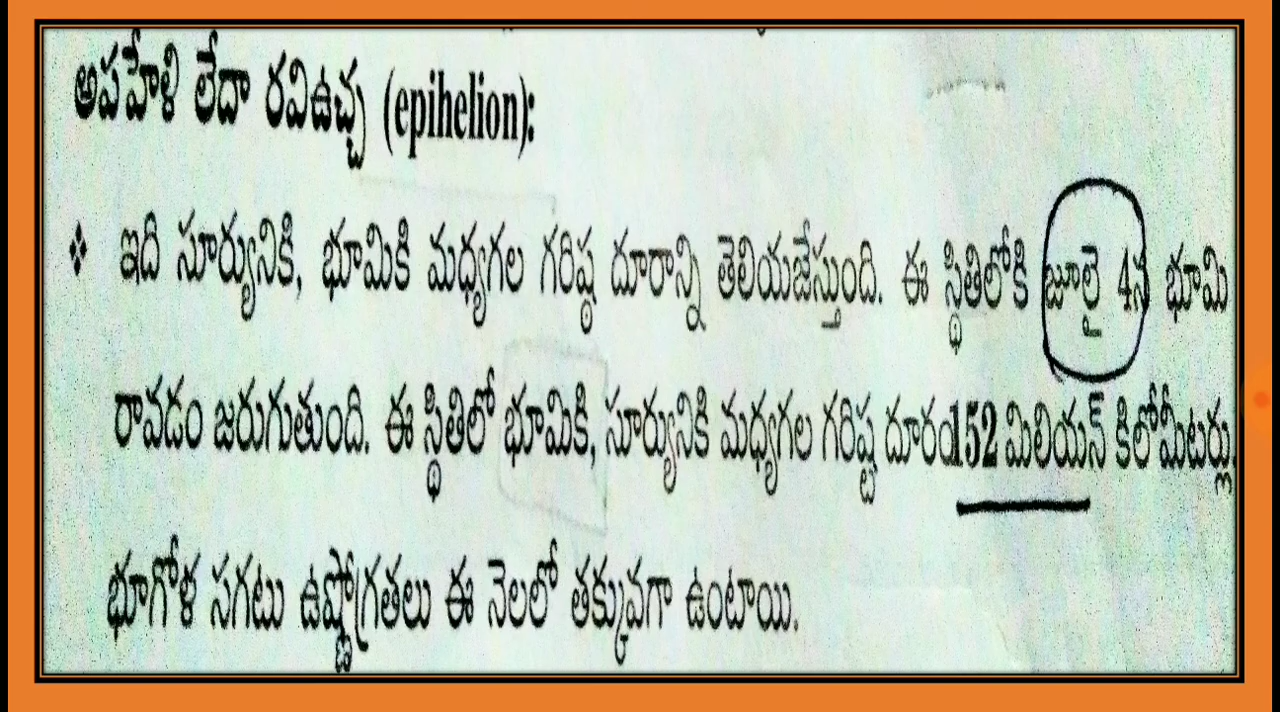 అపహేళి లేదా రవిఉచ్చ (epihelion):
❖ ఇది సూర్యునికి, భూమికి మధ్యగల గరిష్ఠ దూరాన్ని తెలియజేస్తుంది. ఈ స్థితిలోకి జూలై 4న భూమి
రావడం జరుగుతుంది. ఈ స్థితిలో భూమికి, సూర్యునికి మధ్యగల గరిష్ట దూరం152 మిలియన్ కిలోమీటర్లు.
భూగోళ సగటు ఉష్ణోగ్రతలు ఈ నెలలో తక్కువగా ఉంటాయి.